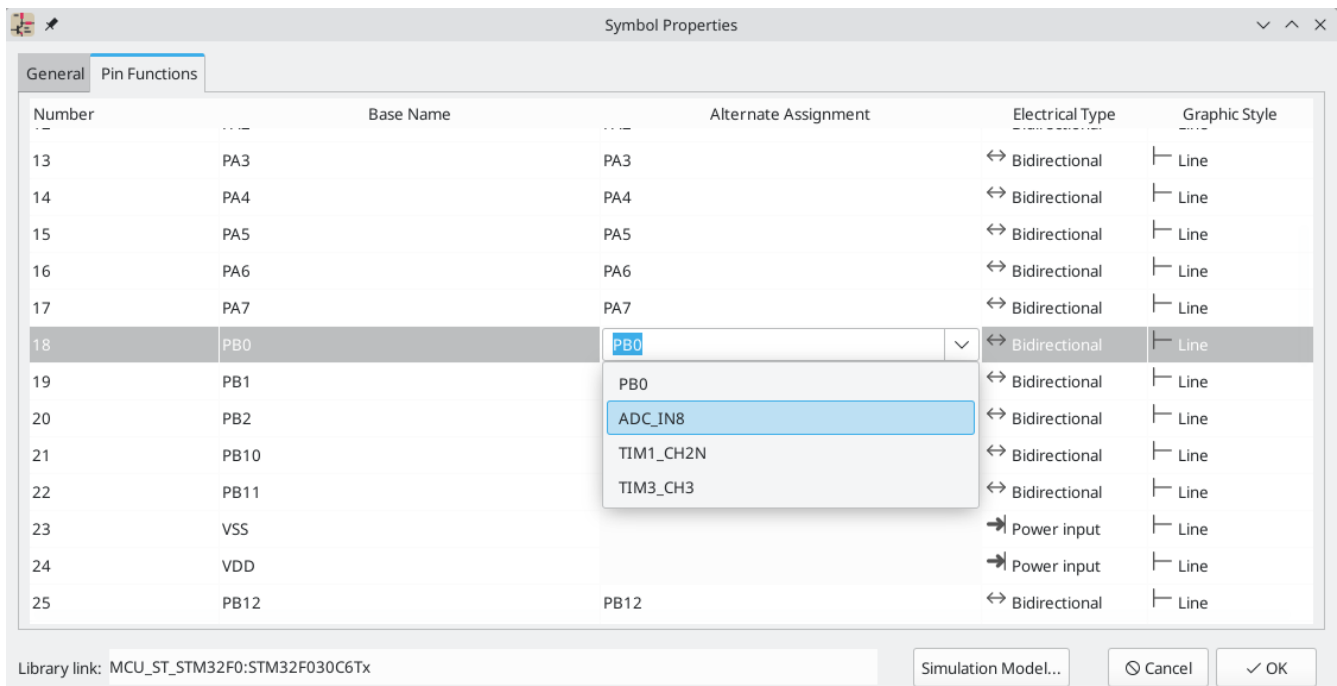 Symbol Properties
General Pin Functions
Number Base Name Alternate Assignment Electrical Type Graphic Style
13 PA3 PA3 Bidirectional Line
14 PA4 PA4 Bidirectional Line
15 PA5 PA5 Bidirectional Line
16 PA6 PA6 Bidirectional Line
17 PA7 PA7 Bidirectional Line
18 PB0 PB0 Bidirectional Line
19 PB1 PB0 Bidirectional Line
20 PB2 ADC_IN8 Bidirectional Line
21 PB10 TIM1_CH2N Bidirectional Line
22 PB11 TIM3_CH3 Bidirectional Line
23 VSS Power input Line
24 VDD Power input Line
25 PB12 PB12 Bidirectional Line
Library link: MCU_ST_STM32F0:STM32F030C6Tx Simulation Model... Cancel OK